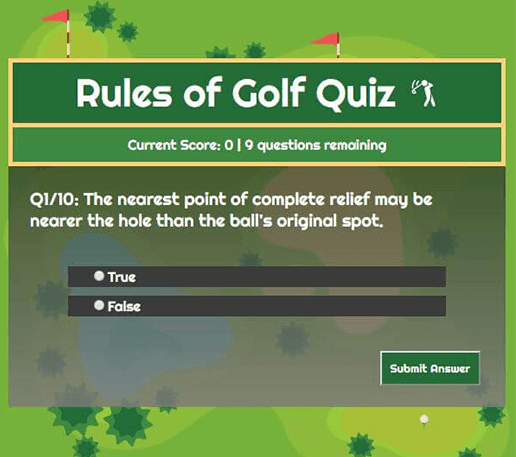 Rules of Golf Quiz
Current Score: 0 | 9 questions remaining
Q1/10: The nearest point of complete relief may be
nearer the hole than the ball's original spot.
True
False
Submit Answer